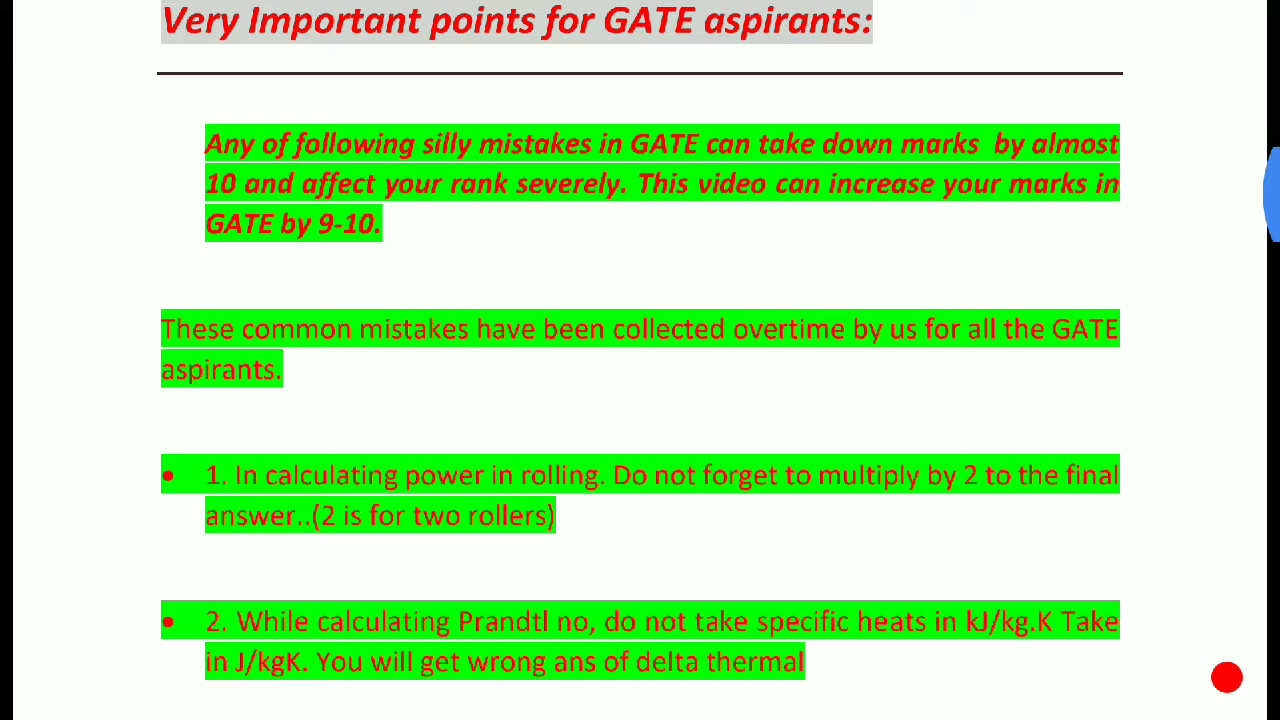 Very Important points for GATE aspirants:
Any of following silly mistakes in GATE can take down marks by almost
10 and affect your rank severely. This video can increase your marks in
GATE by 9-10.
These common mistakes have been collected overtime by us for all the GATE
aspirants.
• 1. In calculating power in rolling. Do not forget to multiply by 2 to the final
answer..(2 is for two rollers)
• 2. While calculating Prandtl no, do not take specific heats in kJ/kg.K Take
in J/kgK. You will get wrong ans of delta thermal